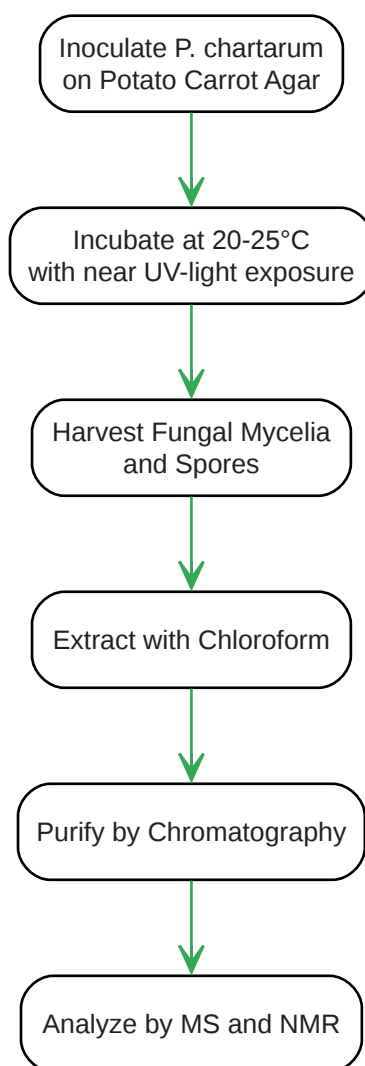 Inoculate P. chartarum
on Potato Carrot Agar
Incubate at 20-25°C
with near UV-light exposure
Harvest Fungal Mycelia
and Spores
Extract with Chloroform
Purify by Chromatography
Analyze by MS and NMR